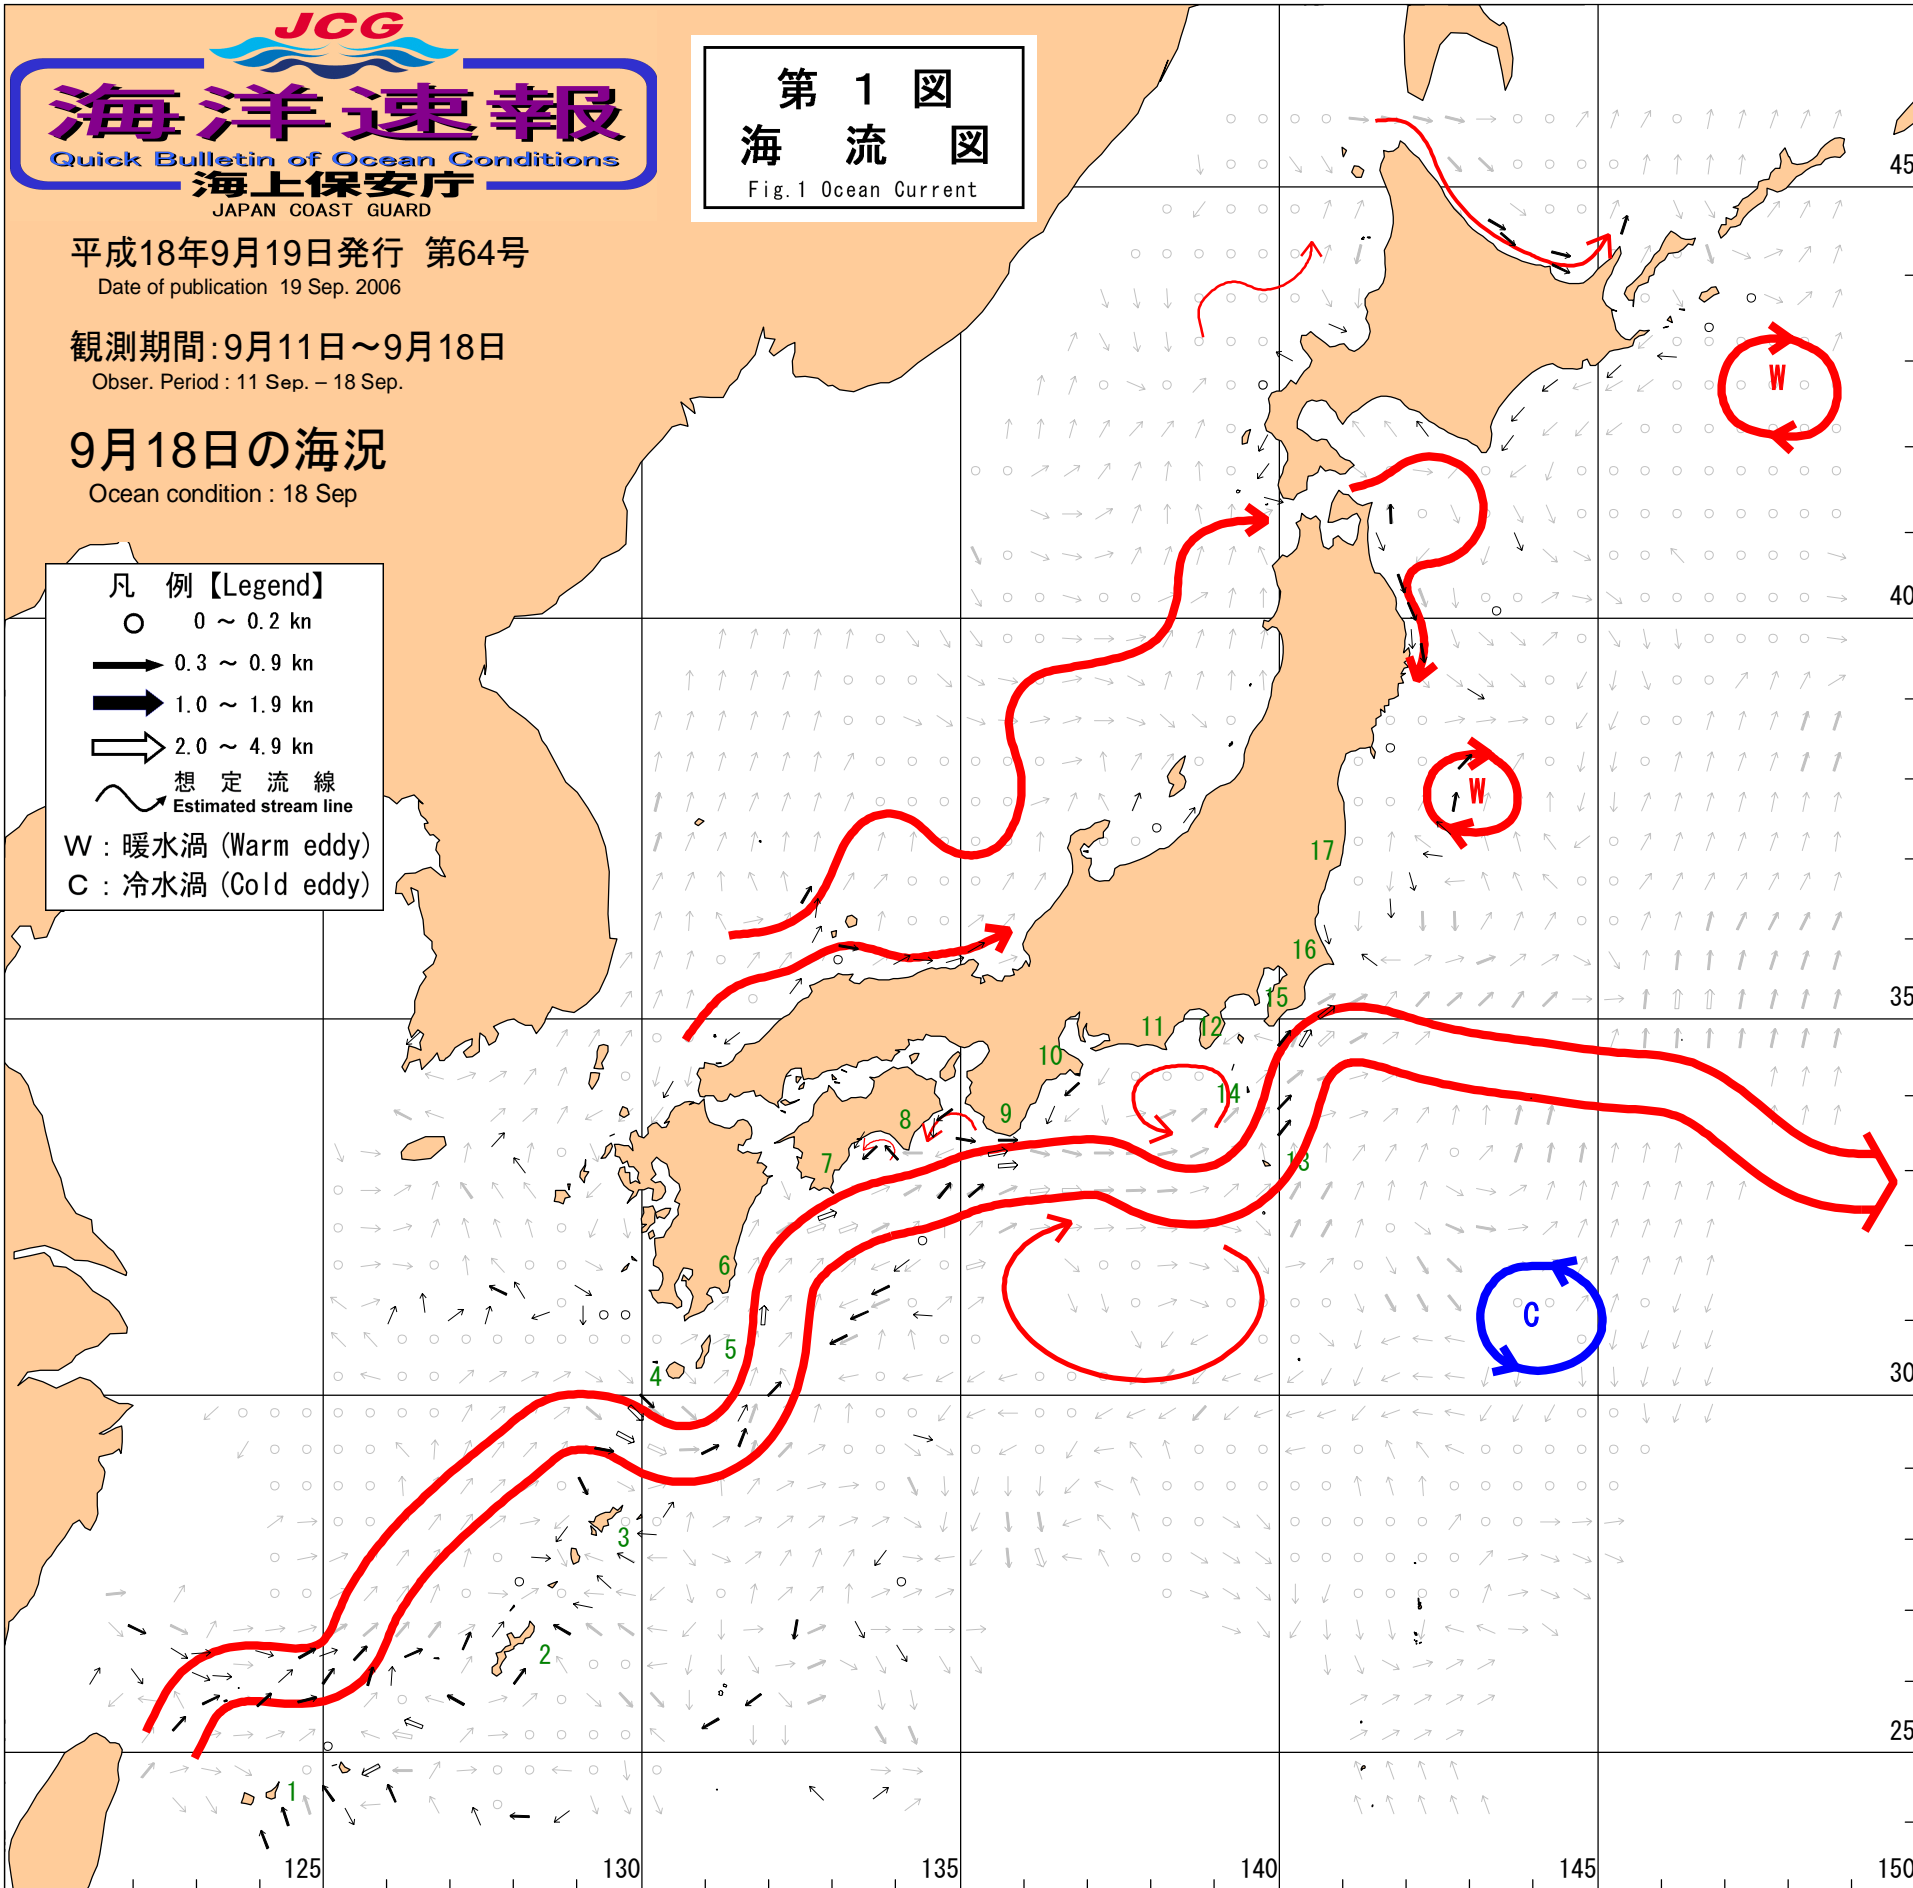 JCG
海洋速報
Quick Bulletin of Ocean Conditions
海上保安庁
JAPAN COAST GUARD
平成18年9月19日発行 第64号
Date of publication 19 Sep. 2006
観測期間:9月11日～9月18日
Obser. Period : 11 Sep. – 18 Sep.
9月18日の海況
Ocean condition : 18 Sep
第 1 図
海 流 図
Fig.1 Ocean Current
凡 例【Legend】
0 ～ 0.2 kn
0.3 ～ 0.9 kn
1.0 ～ 1.9 kn
2.0 ～ 4.9 kn
想 定 流 線
Estimated stream line
W : 暖水渦 (Warm eddy)
C : 冷水渦 (Cold eddy)
45
W
40
W
17
16
35
15
12
11
10
14
9
8
13
7
6
C
5
4
30
3
2
25
1
125
130
135
140
145
150